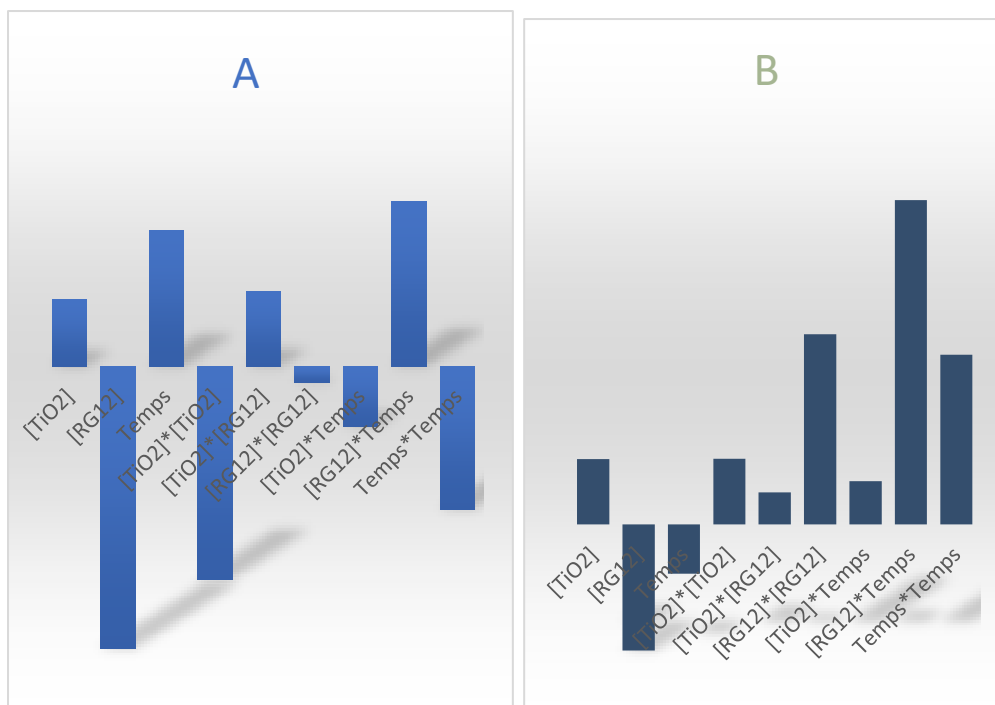 A
[TiO2]
[RG12]
Temps
[TiO2]*[TiO2]
[TiO2]*[RG12]
[RG12]*[RG12]
[TiO2]*Temps
[RG12]*Temps
Temps*Temps
B
[TiO2]
[RG12]
Temps
[TiO2]*[TiO2]
[TiO2]*[RG12]
[RG12]*[RG12]
[TiO2]*Temps
[RG12]*Temps
Temps*Temps